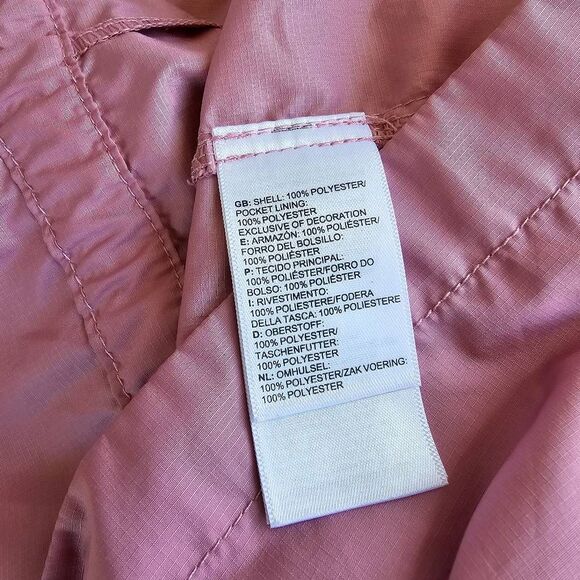 GB: SHELL: 100% POLYESTER/
POCKET LINING:
100% POLYESTER
EXCLUSIVE OF DECORATION
E: ARMAZÓN: 100% POLIÉSTER/
FORRO DEL BOLSILLO:
100% POLIÉSTER
P: TECIDO PRINCIPAL:
100% POLIÉSTER/FORRO DO
BOLSO: 100% POLIÉSTER
I: RIVESTIMENTO:
100% POLIESTERE/FODERA
DELLA TASCA: 100% POLIESTERE
D: OBERSTOFF:
100% POLYESTER/
TASCHENFUTTER:
100% POLYESTER
NL: OMHULSEL:
100% POLYESTER/ZAK VOERING:
100% POLYESTER